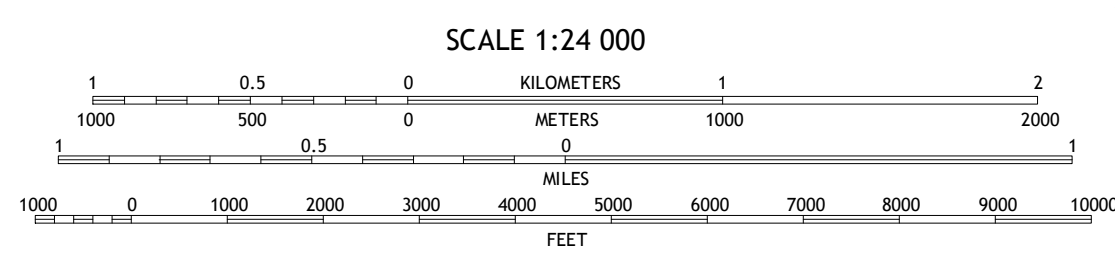 SCALE 1:24 000
1 0.5 0 KILOMETERS 1 2
1000 500 0 METERS 1000 2000
1 0.5 0 1
MILES
1000 0 1000 2000 3000 4000 5000 6000 7000 8000 9000 10000
FEET